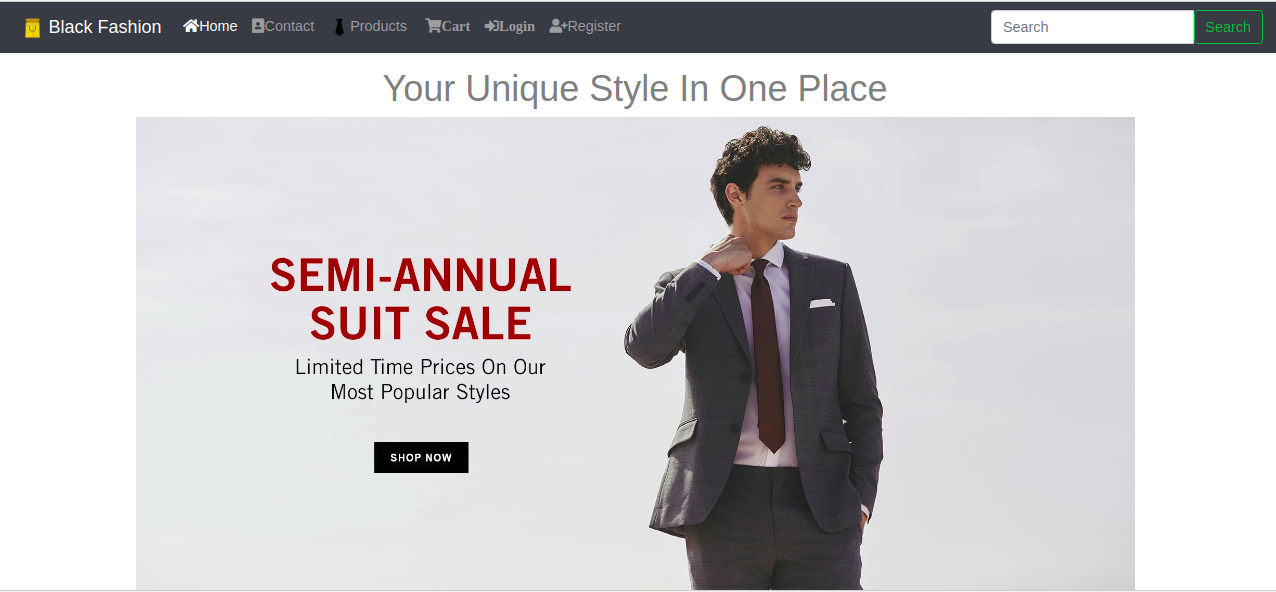 Black Fashion Home Contact Products Cart Login Register Search Search
Your Unique Style In One Place
SEMI-ANNUAL
SUIT SALE
Limited Time Prices On Our
Most Popular Styles
SHOP NOW